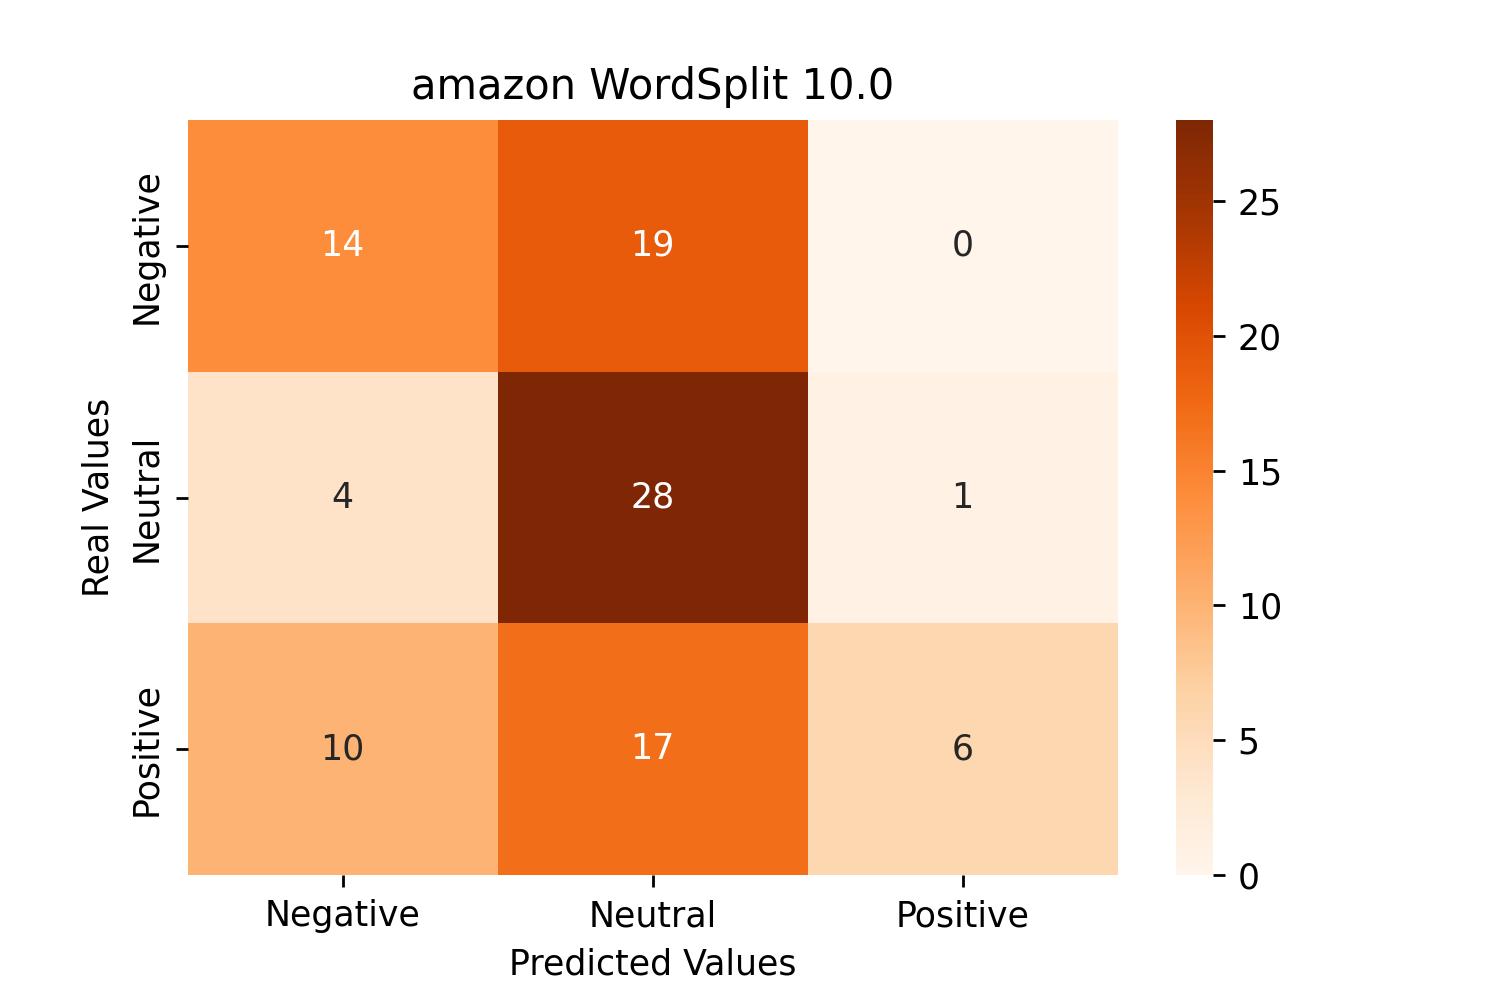 amazon WordSplit 10.0
Real Values
Negative
14 19 0
Neutral
4 28 1
Positive
10 17 6
Negative Neutral Positive
Predicted Values
25
20
15
10
5
0